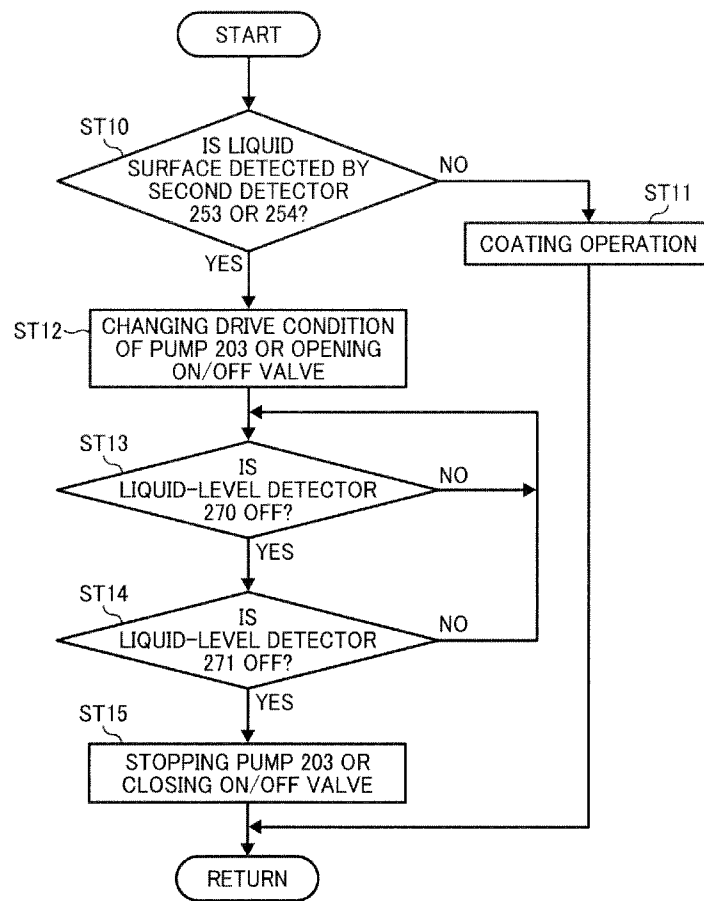 START
ST10
IS LIQUID
SURFACE DETECTED BY
SECOND DETECTOR
253 OR 254?
NO
YES
ST11
COATING OPERATION
ST12
CHANGING DRIVE CONDITION
OF PUMP 203 OR OPENING
ON/OFF VALVE
ST13
IS
LIQUID-LEVEL DETECTOR
270 OFF?
NO
YES
ST14
IS
LIQUID-LEVEL DETECTOR
271 OFF?
NO
YES
ST15
STOPPING PUMP 203 OR
CLOSING ON/OFF VALVE
RETURN